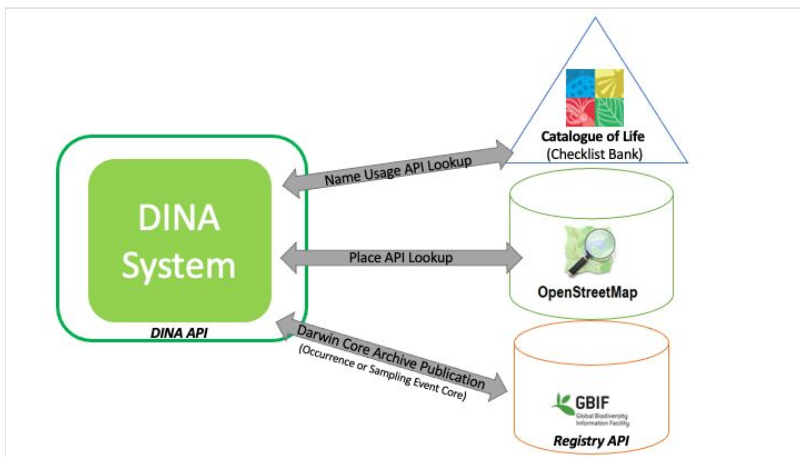 DINA
System
DINA API
Name Usage API Lookup
Place API Lookup
Darwin Core Archive Publication
(Occurrence or Sampling Event Core)
Catalogue of Life
(Checklist Bank)
OpenStreetMap
GBIF
Global Biodiversity
Information Facility
Registry API